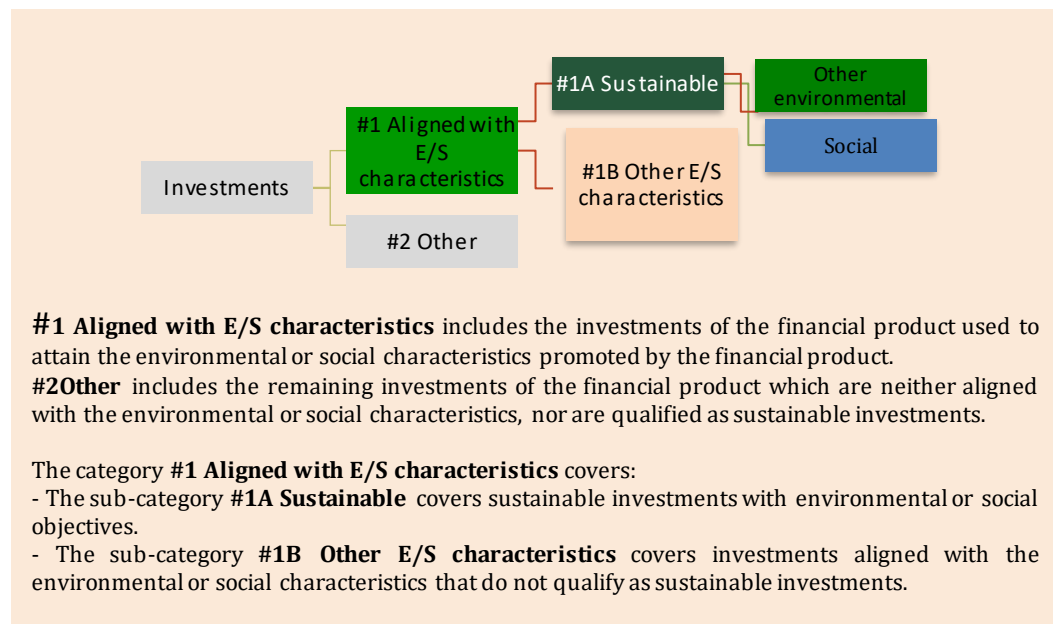 Investments
#1 Aligned with
E/S
characteristics
#2 Other
#1A Sustainable
#1B Other E/S
characteristics
Other
environmental
Social
#1 Aligned with E/S characteristics includes the investments of the financial product used to
attain the environmental or social characteristics promoted by the financial product.
#2Other includes the remaining investments of the financial product which are neither aligned
with the environmental or social characteristics, nor are qualified as sustainable investments.
The category #1 Aligned with E/S characteristics covers:
- The sub-category #1A Sustainable covers sustainable investments with environmental or social
objectives.
- The sub-category #1B Other E/S characteristics covers investments aligned with the
environmental or social characteristics that do not qualify as sustainable investments.